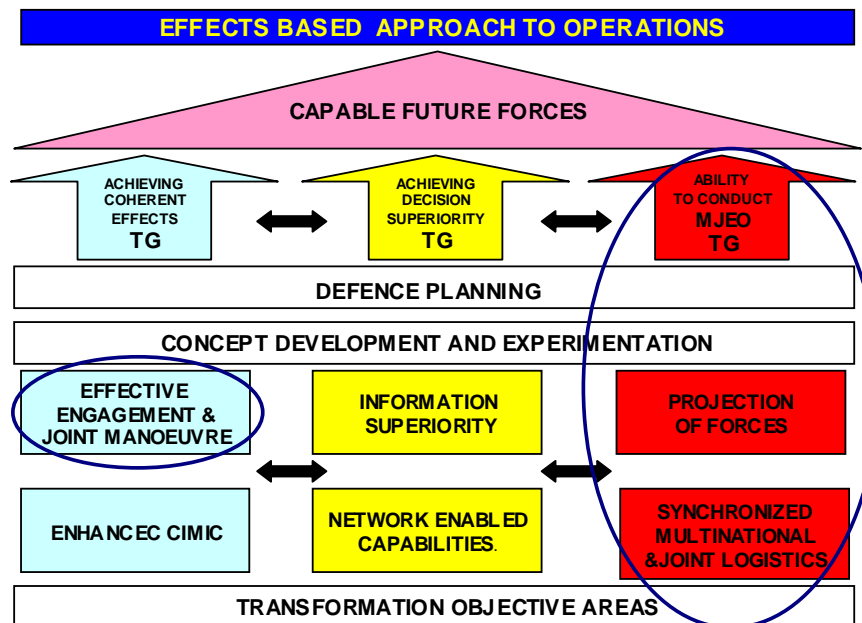 EFFECTS BASED APPROACH TO OPERATIONS
CAPABLE FUTURE FORCES
ACHIEVING
COHERENT
EFFECTS
TG
ACHIEVING
DECISION
SUPERIORITY
TG
ABILITY
TO CONDUCT
MJEO
TG
DEFENCE PLANNING
CONCEPT DEVELOPMENT AND EXPERIMENTATION
EFFECTIVE
ENGAGEMENT &
JOINT MANOEUVRE
INFORMATION
SUPERIORITY
PROJECTION
OF FORCES
ENHANCEC CIMIC
NETWORK ENABLED
CAPABILITIES.
SYNCHRONIZED
MULTINATIONAL
&JOINT LOGISTICS
TRANSFORMATION OBJECTIVE AREAS